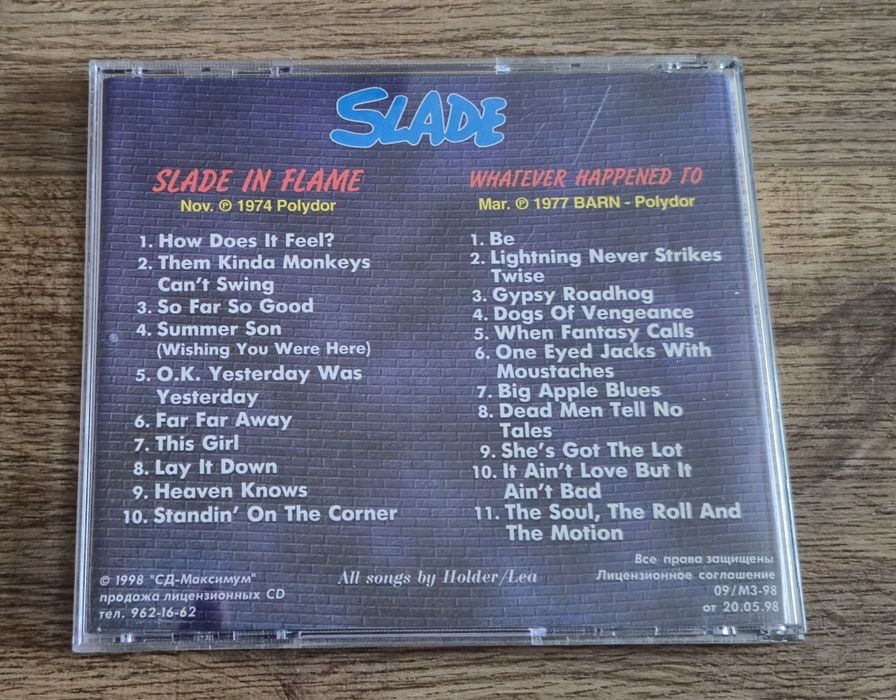 SLADE
SLADE IN FLAME
Nov. ℗ 1974 Polydor
1. How Does It Feel?
2. Them Kinda Monkeys
Can't Swing
3. So Far So Good
4. Summer Son
(Wishing You Were Here)
5. O.K. Yesterday Was
Yesterday
6. Far Far Away
7. This Girl
8. Lay It Down
9. Heaven Knows
10. Standin' On The Corner
WHATEVER HAPPENED TO
Mar. ℗ 1977 BARN - Polydor
1. Be
2. Lightning Never Strikes
Twise
3. Gypsy Roadhog
4. Dogs Of Vengeance
5. When Fantasy Calls
6. One Eyed Jacks With
Moustaches
7. Big Apple Blues
8. Dead Men Tell No
Tales
9. She's Got The Lot
10. It Ain't Love But It
Ain't Bad
11. The Soul, The Roll And
The Motion
© 1998 "СД-Максимум"
продажа лицензионных CD
тел. 962-16-62
All songs by Holder/Lea
Все права защищены
Лицензионное соглашение
09/МЗ-98
от 20.05.98